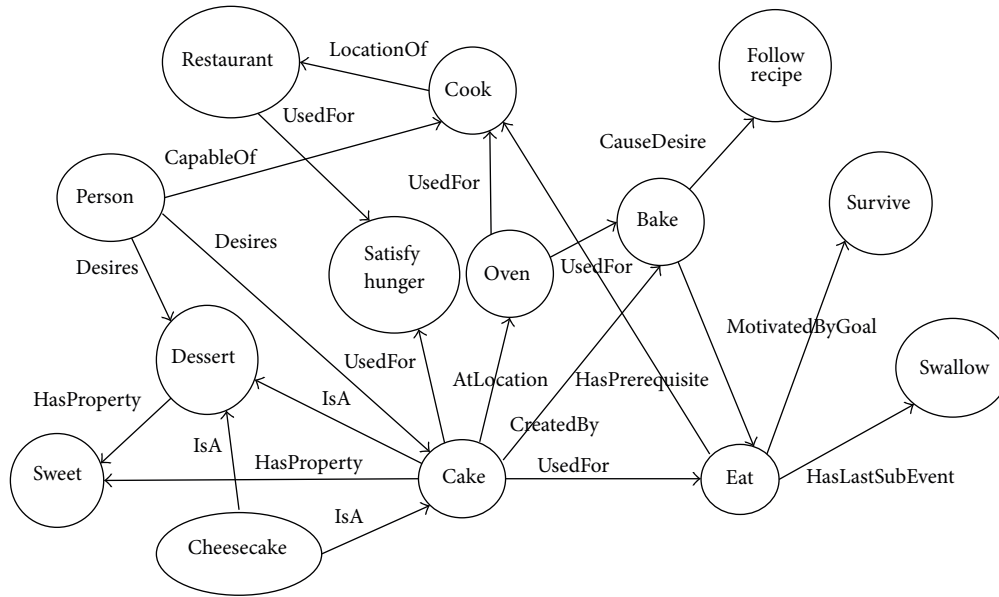 Restaurant
LocationOf
Cook
Follow
recipe
UsedFor
CapableOf
CauseDesire
Person
UsedFor
Bake
Survive
Desires
Desires
Satisfy
hunger
Oven
UsedFor
Dessert
UsedFor
MotivatedByGoal
AtLocation
HasPrerequisite
Swallow
HasProperty
IsA
CreatedBy
IsA
Sweet
HasProperty
Cake
UsedFor
Eat
HasLastSubEvent
IsA
Cheesecake